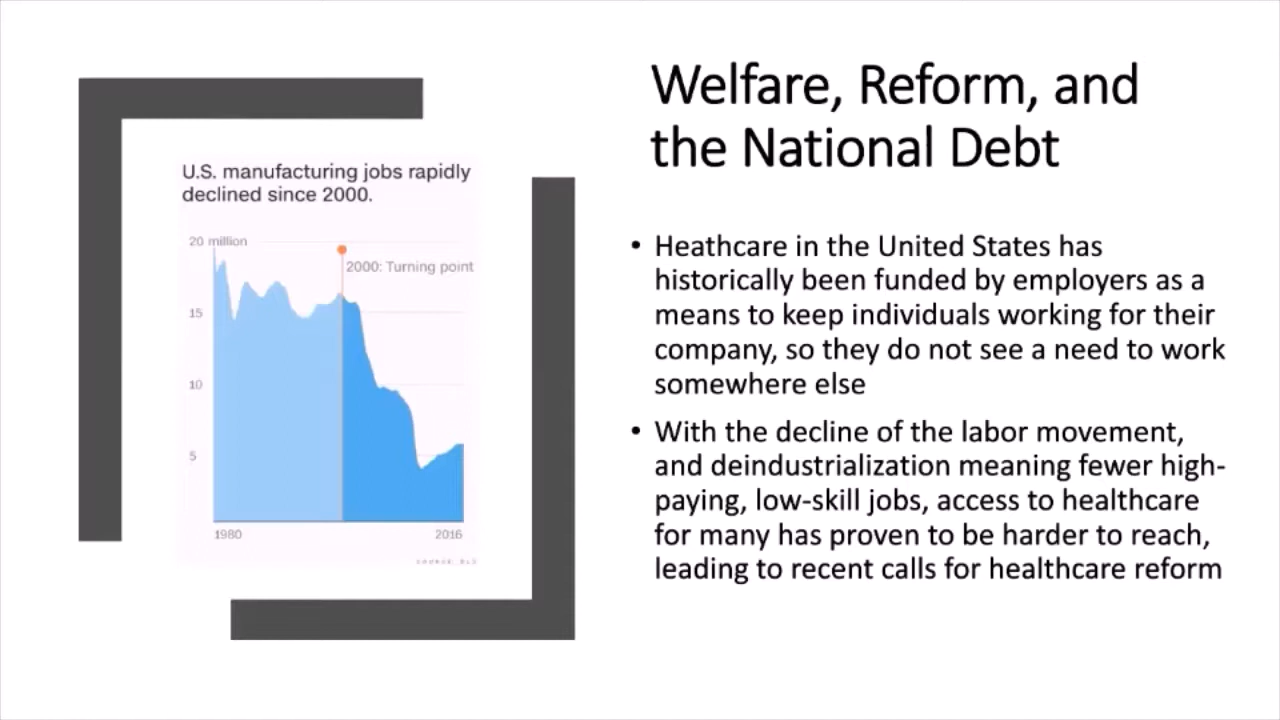 Welfare, Reform, and
the National Debt
U.S. manufacturing jobs rapidly
declined since 2000.
20 million
2000: Turning point
15
10
5
1980
2016
SOURCE: BLS
• Heathcare in the United States has
historically been funded by employers as a
means to keep individuals working for their
company, so they do not see a need to work
somewhere else
• With the decline of the labor movement,
and deindustrialization meaning fewer high-
paying, low-skill jobs, access to healthcare
for many has proven to be harder to reach,
leading to recent calls for healthcare reform